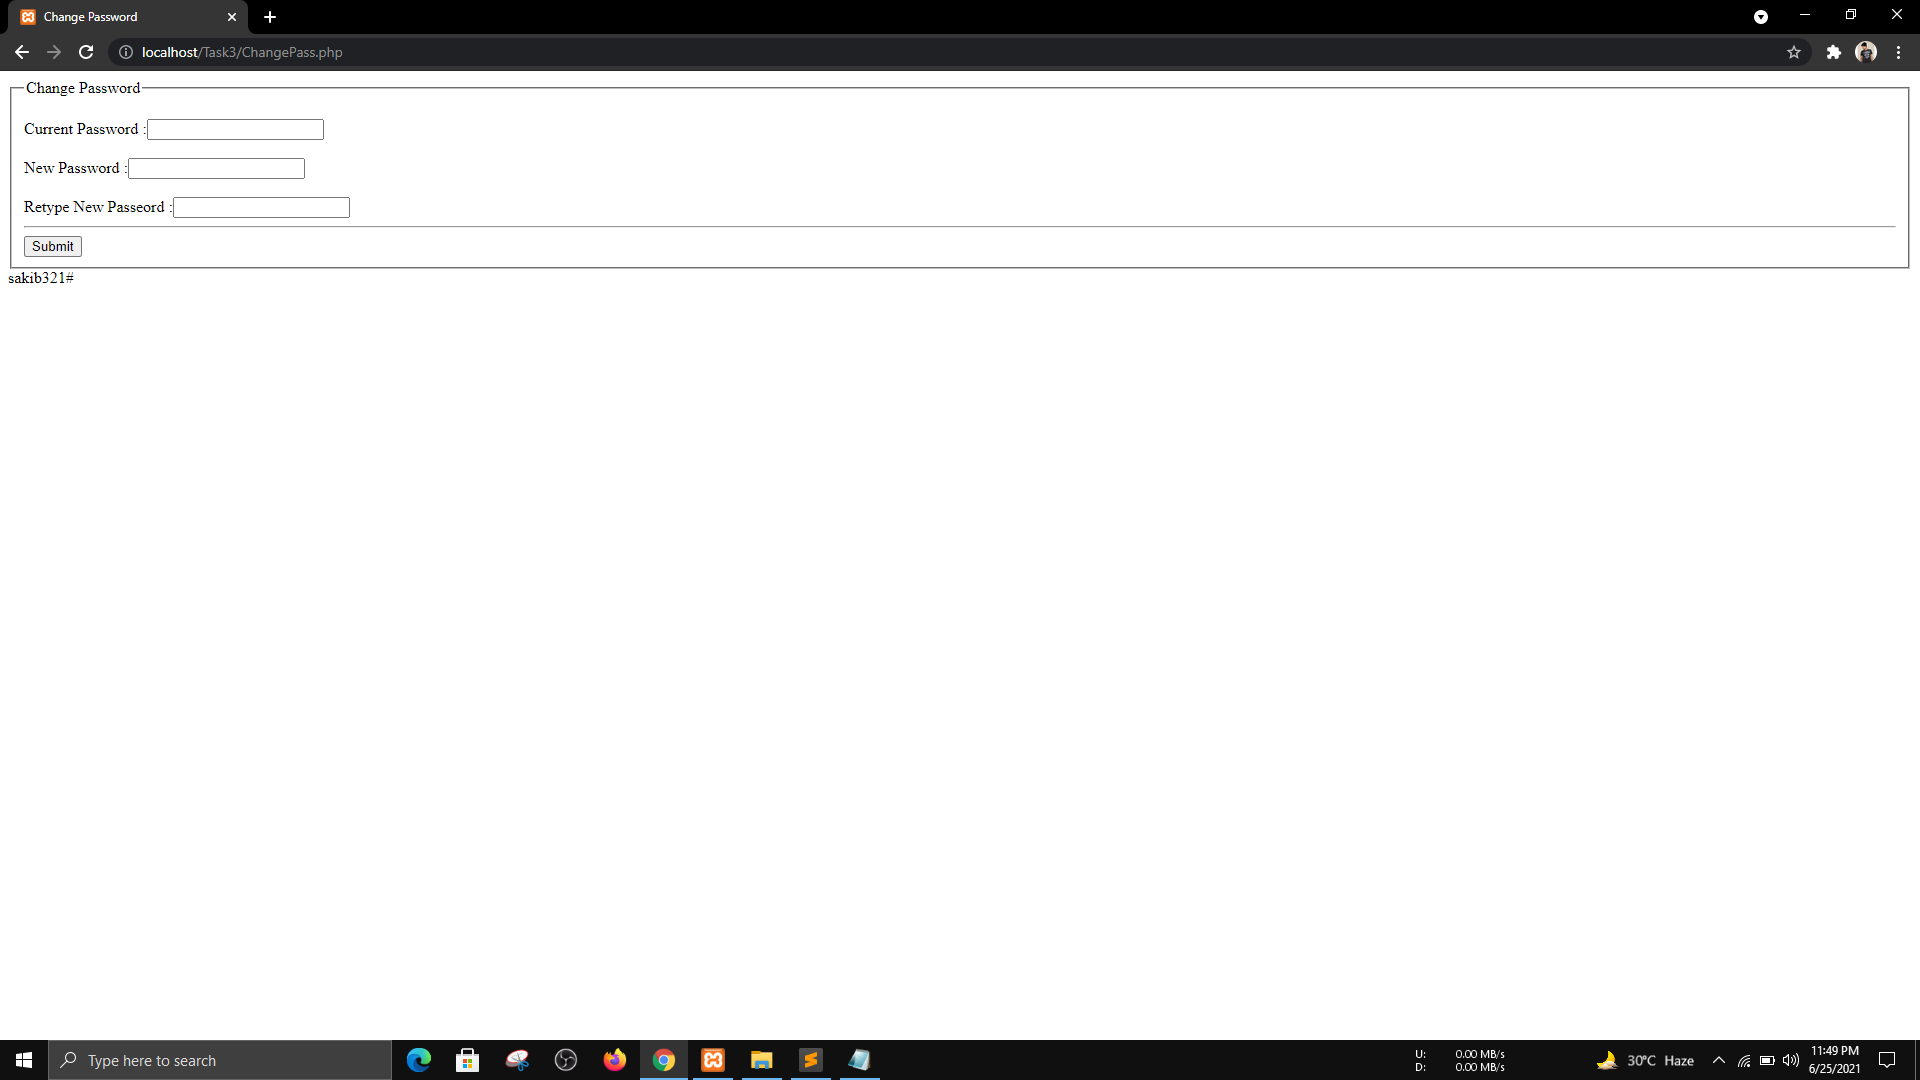 Change Password
localhost/Task3/ChangePass.php
Change Password
Current Password :
New Password :
Retype New Passeord :
Submit
sakib321#
Type here to search
U: 0.00 MB/s
D: 0.00 MB/s
30°C Haze
11:49 PM
6/25/2021